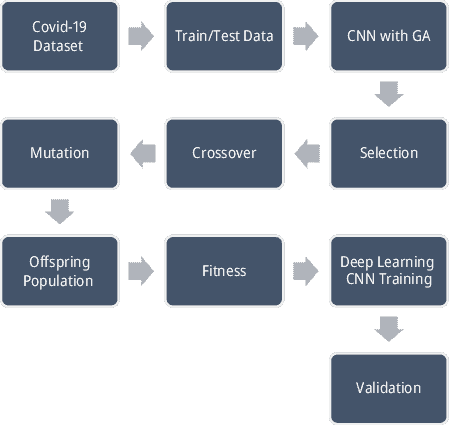 Covid-19
Dataset
Train/Test Data
CNN with GA
Mutation
Crossover
Selection
Offspring
Population
Fitness
Deep Learning
CNN Training
Validation